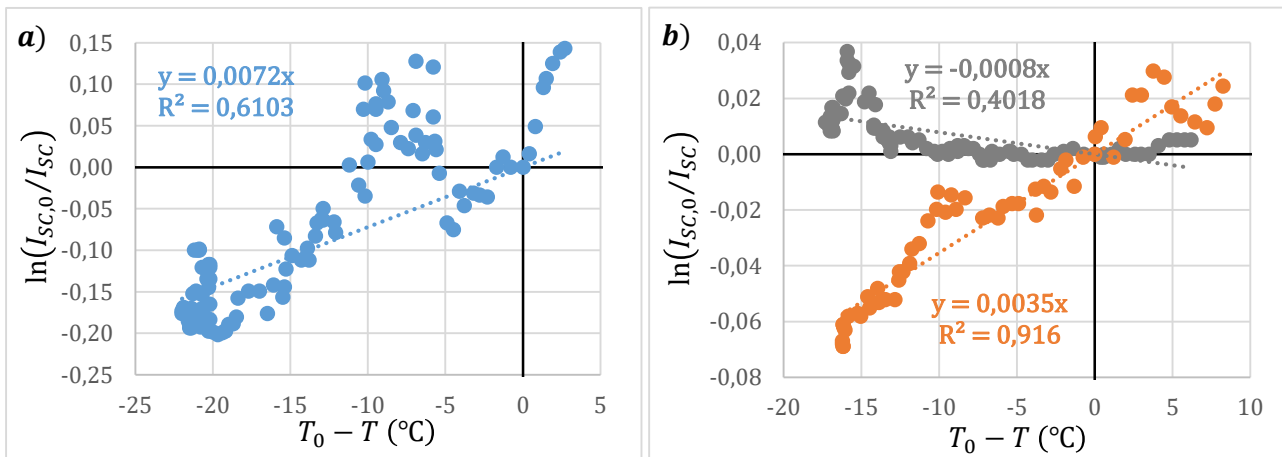 a)
0,15
0,10
0,05
0,00
-0,05
-0,10
-0,15
-0,20
-0,25
ln(I_SC,0/I_SC)
y = 0,0072x
R² = 0,6103
-25 -20 -15 -10 -5 0 5
T₀ − T (°C)
b)
0,04
0,02
0,00
-0,02
-0,04
-0,06
-0,08
ln(I_SC,0/I_SC)
y = -0,0008x
R² = 0,4018
y = 0,0035x
R² = 0,916
-20 -15 -10 -5 0 5 10
T₀ − T (°C)